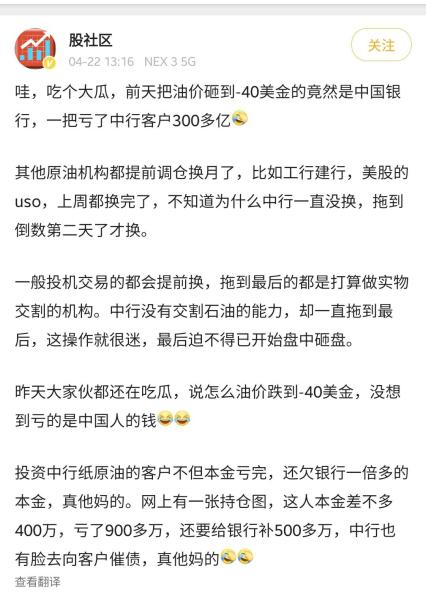 股社区
04-22 13:16 NEX 3 5G
关注
哇，吃个大瓜，前天把油价砸到-40美金的竟然是中国银
行，一把亏了中行客户300多亿🤣
其他原油机构都提前调仓换月了，比如工行建行，美股的
uso，上周都换完了，不知道为什么中行一直没换，拖到
倒数第二天了才换。
一般投机交易的都会提前换，拖到最后的都是打算做实物
交割的机构。中行没有交割石油的能力，却一直拖到最
后，这操作就很迷，最后迫不得已开始盘中砸盘。
昨天大家伙都还在吃瓜，说怎么油价跌到-40美金，没想
到亏的是中国人的钱😂😂
投资中行纸原油的客户不但本金亏完，还欠银行一倍多的
本金，真他妈的。网上有一张持仓图，这人本金差不多
400万，亏了900多万，还要给银行补500多万，中行也
有脸去向客户催债，真他妈的🤣🤣
查看翻译